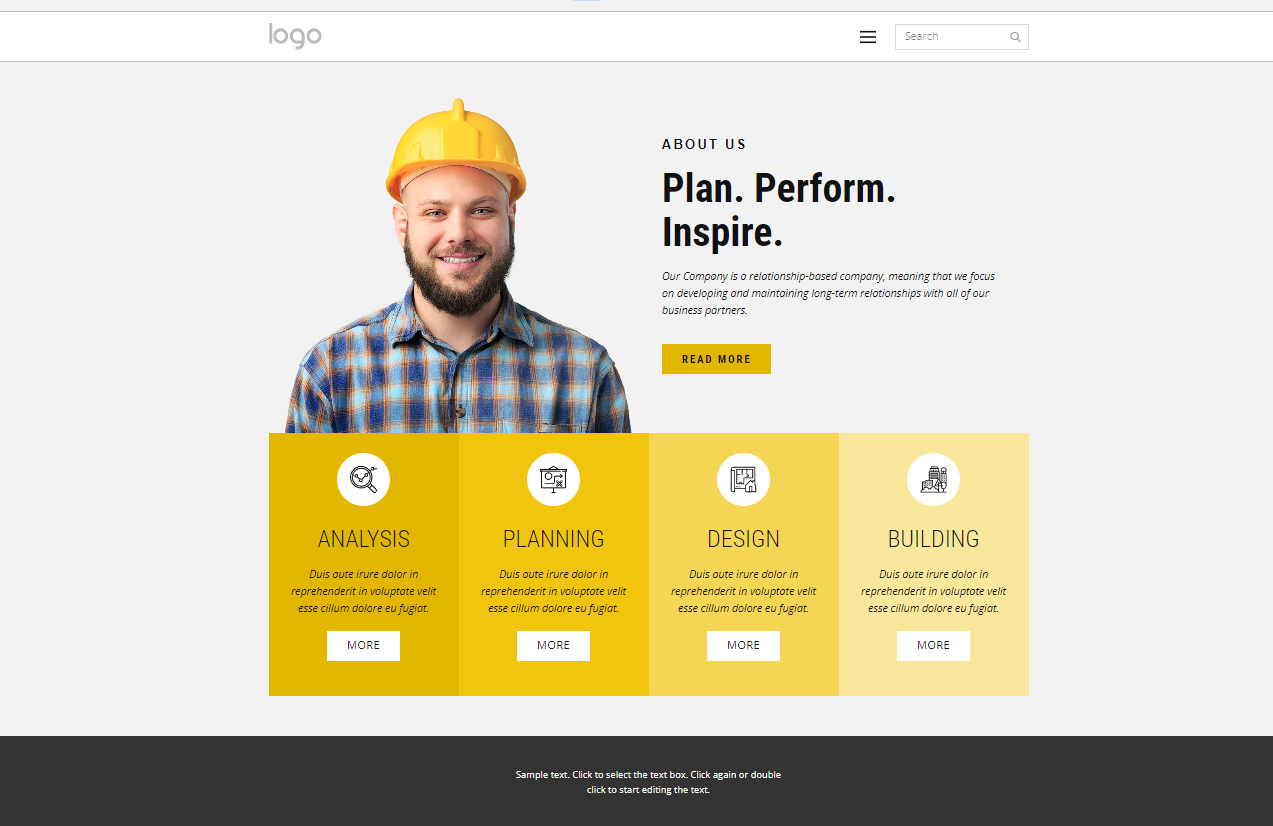 logo
Search
ABOUT US
Plan. Perform.
Inspire.
Our Company is a relationship-based company, meaning that we focus
on developing and maintaining long-term relationships with all of our
business partners.
READ MORE
ANALYSIS
Duis aute irure dolor in
reprehenderit in voluptate velit
esse cillum dolore eu fugiat.
MORE
PLANNING
Duis aute irure dolor in
reprehenderit in voluptate velit
esse cillum dolore eu fugiat.
MORE
DESIGN
Duis aute irure dolor in
reprehenderit in voluptate velit
esse cillum dolore eu fugiat.
MORE
BUILDING
Duis aute irure dolor in
reprehenderit in voluptate velit
esse cillum dolore eu fugiat.
MORE
Sample text. Click to select the text box. Click again or double
click to start editing the text.